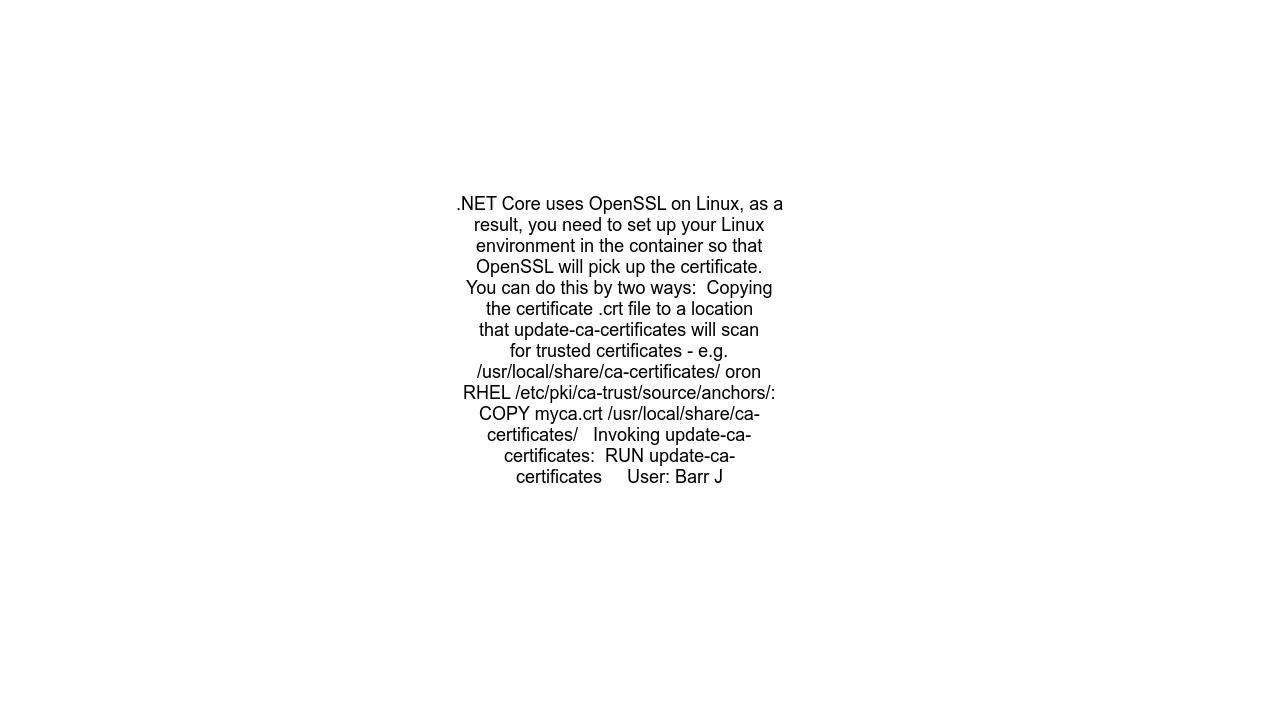 .NET Core uses OpenSSL on Linux, as a
result, you need to set up your Linux
environment in the container so that
OpenSSL will pick up the certificate.
You can do this by two ways:  Copying
the certificate .crt file to a location
that update-ca-certificates will scan
for trusted certificates - e.g.
/usr/local/share/ca-certificates/ oron
RHEL /etc/pki/ca-trust/source/anchors/:
COPY myca.crt /usr/local/share/ca-
certificates/   Invoking update-ca-
certificates:  RUN update-ca-
certificates     User: Barr J